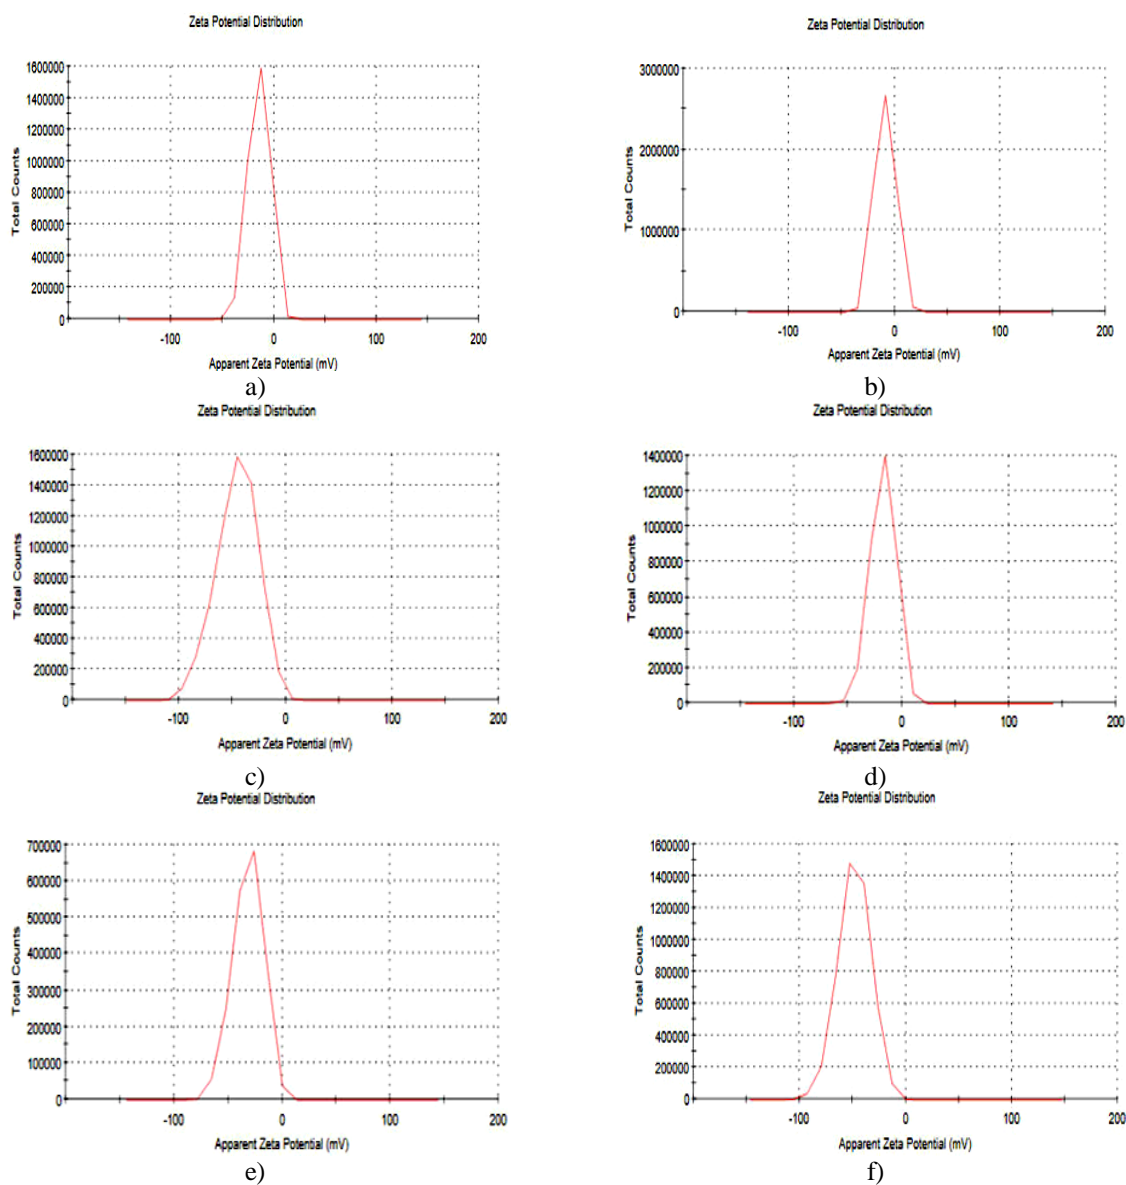 Zeta Potential Distribution
1600000
1400000
1200000
1000000
800000
600000
400000
200000
0
Total Counts
-100 0 100 200
Apparent Zeta Potential (mV)
a)
Zeta Potential Distribution
3000000
2000000
1000000
0
Total Counts
-100 0 100 200
Apparent Zeta Potential (mV)
b)
Zeta Potential Distribution
1600000
1400000
1200000
1000000
800000
600000
400000
200000
0
Total Counts
-100 0 100 200
Apparent Zeta Potential (mV)
c)
Zeta Potential Distribution
1400000
1200000
1000000
800000
600000
400000
200000
0
Total Counts
-100 0 100 200
Apparent Zeta Potential (mV)
d)
Zeta Potential Distribution
700000
600000
500000
400000
300000
200000
100000
0
Total Counts
-100 0 100 200
Apparent Zeta Potential (mV)
e)
Zeta Potential Distribution
1600000
1400000
1200000
1000000
800000
600000
400000
200000
0
Total Counts
-100 0 100 200
Apparent Zeta Potential (mV)
f)